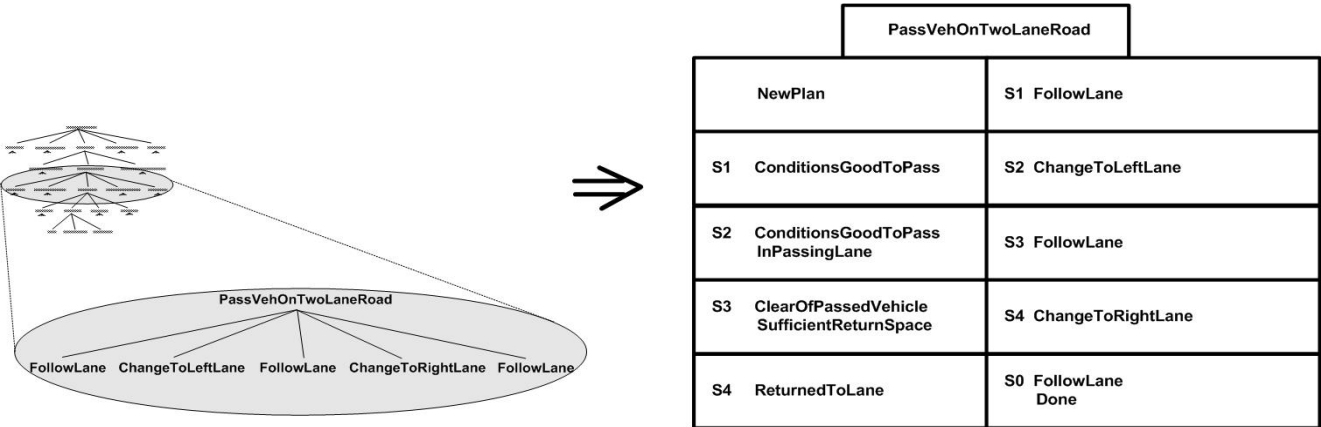 PassVehOnTwoLaneRoad
FollowLane ChangeToLeftLane FollowLane ChangeToRightLane FollowLane
PassVehOnTwoLaneRoad
NewPlan
S1 FollowLane
S1 ConditionsGoodToPass
S2 ChangeToLeftLane
S2 ConditionsGoodToPass
InPassingLane
S3 FollowLane
S3 ClearOfPassedVehicle
SufficientReturnSpace
S4 ChangeToRightLane
S4 ReturnedToLane
S0 FollowLane
Done